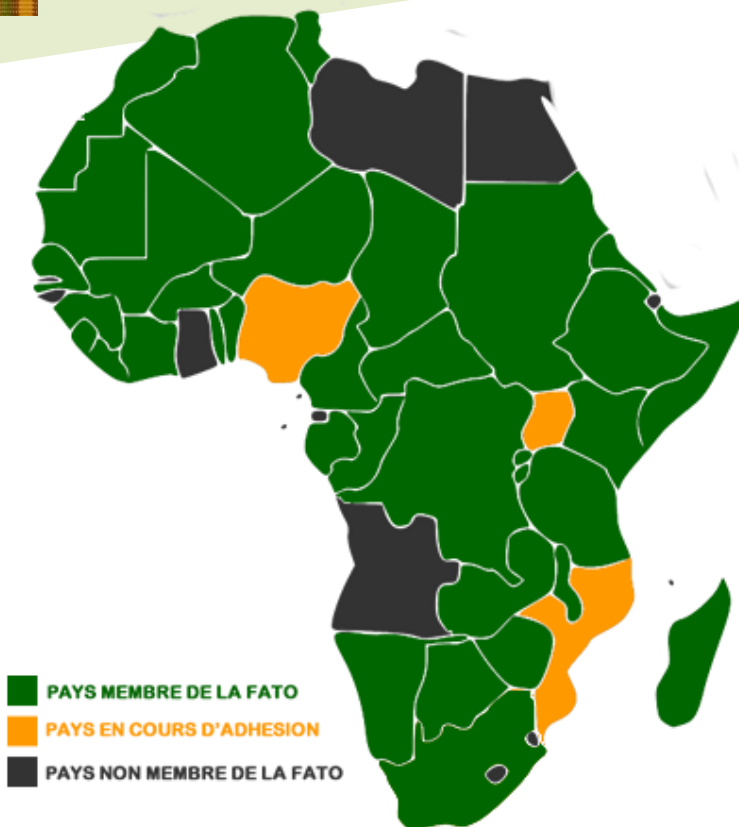 PAYS MEMBRE DE LA FATO
PAYS EN COURS D'ADHESION
PAYS NON MEMBRE DE LA FATO